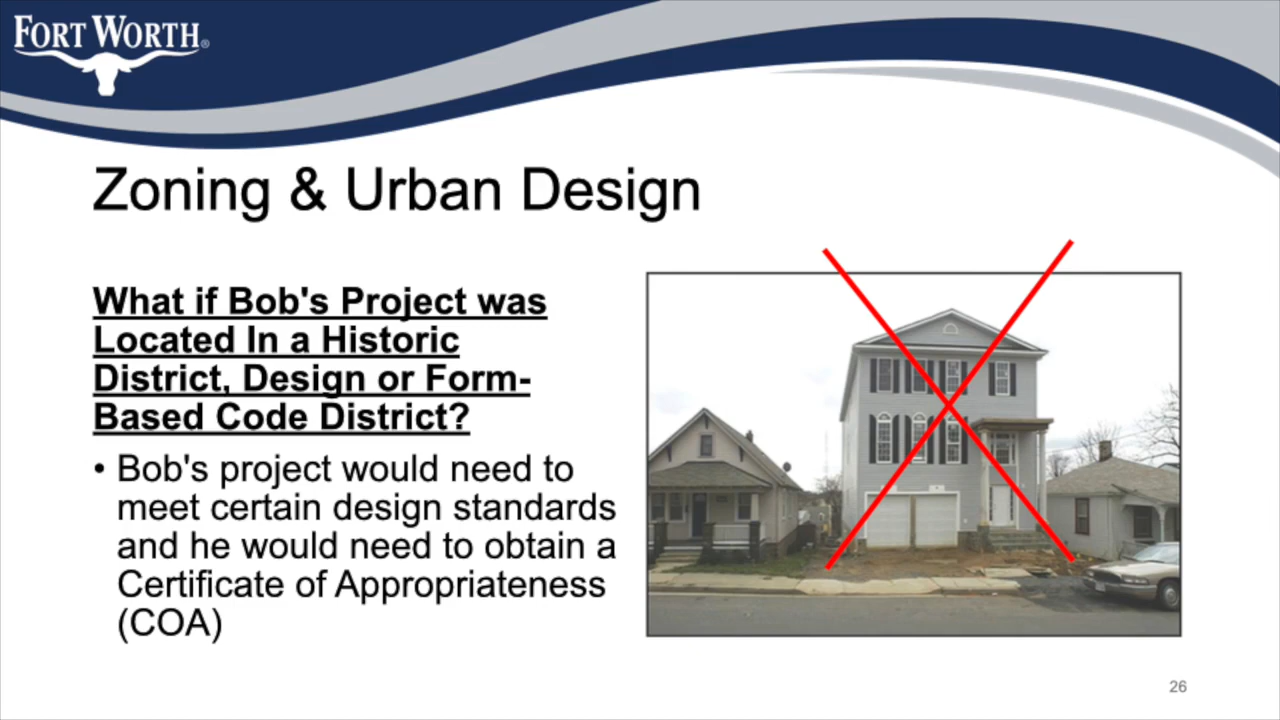 FORT WORTH®
Zoning & Urban Design
What if Bob's Project was
Located In a Historic
District, Design or Form-
Based Code District?
• Bob's project would need to
meet certain design standards
and he would need to obtain a
Certificate of Appropriateness
(COA)
26